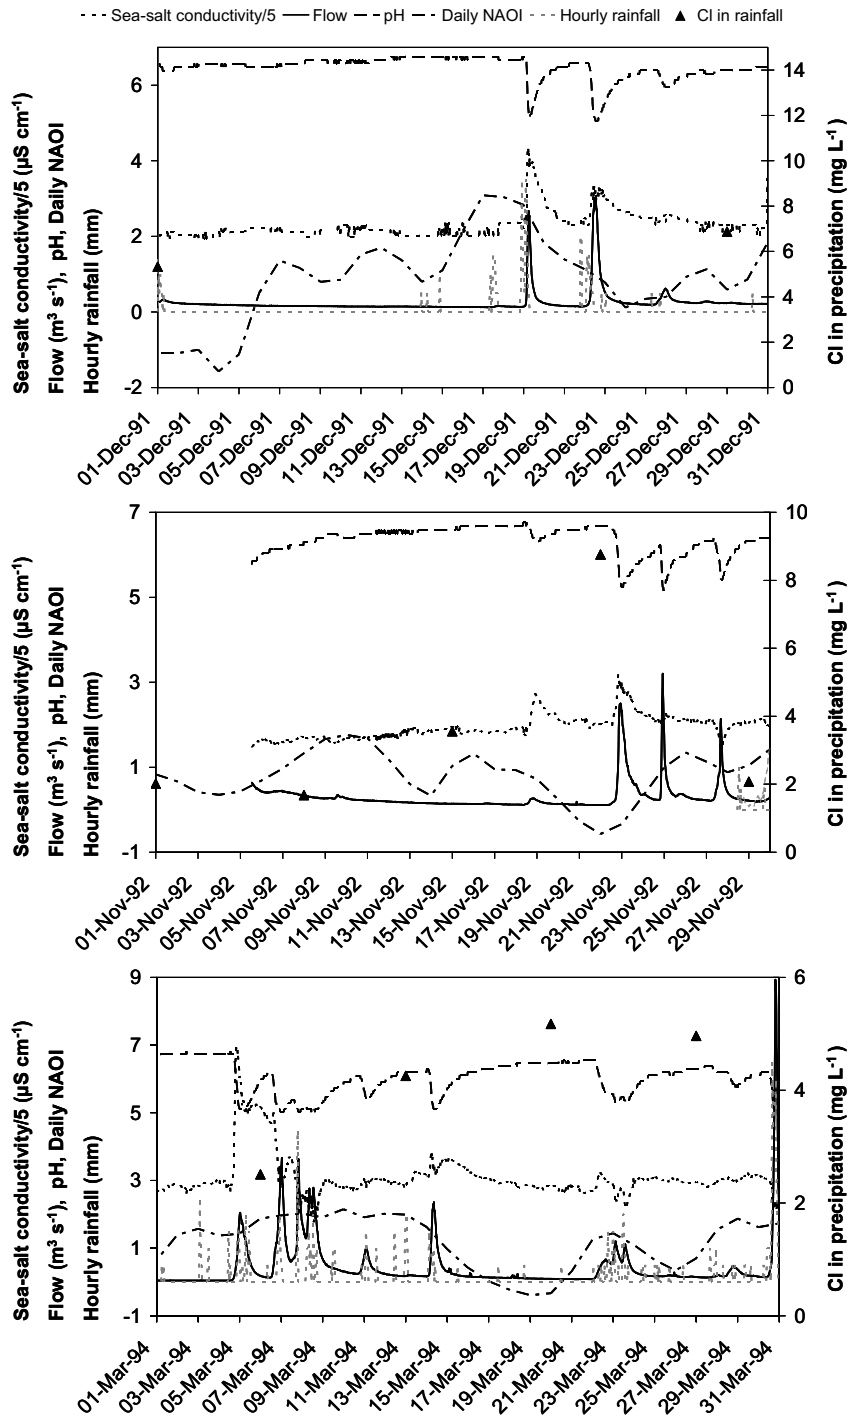 Sea-salt conductivity/5 Flow pH Daily NAOI Hourly rainfall Cl in rainfall
Sea-salt conductivity/5 (µS cm-1)
Flow (m3 s-1), pH, Daily NAOI
Hourly rainfall (mm)
6
4
2
0
-2
14
12
10
8
6
4
2
0
Cl in precipitation (mg L-1)
01-Dec-91
03-Dec-91
05-Dec-91
07-Dec-91
09-Dec-91
11-Dec-91
13-Dec-91
15-Dec-91
17-Dec-91
19-Dec-91
21-Dec-91
23-Dec-91
25-Dec-91
27-Dec-91
29-Dec-91
31-Dec-91
Sea-salt conductivity/5 (µS cm-1)
Flow (m3 s-1), pH, Daily NAOI
Hourly rainfall (mm)
7
5
3
1
-1
10
8
6
4
2
0
Cl in precipitation (mg L-1)
01-Nov-92
03-Nov-92
05-Nov-92
07-Nov-92
09-Nov-92
11-Nov-92
13-Nov-92
15-Nov-92
17-Nov-92
19-Nov-92
21-Nov-92
23-Nov-92
25-Nov-92
27-Nov-92
29-Nov-92
Sea-salt conductivity/5 (µS cm-1)
Flow (m3 s-1), pH, Daily NAOI
Hourly rainfall (mm)
9
7
5
3
1
-1
6
4
2
0
Cl in precipitation (mg L-1)
01-Mar-94
03-Mar-94
05-Mar-94
07-Mar-94
09-Mar-94
11-Mar-94
13-Mar-94
15-Mar-94
17-Mar-94
19-Mar-94
21-Mar-94
23-Mar-94
25-Mar-94
27-Mar-94
29-Mar-94
31-Mar-94